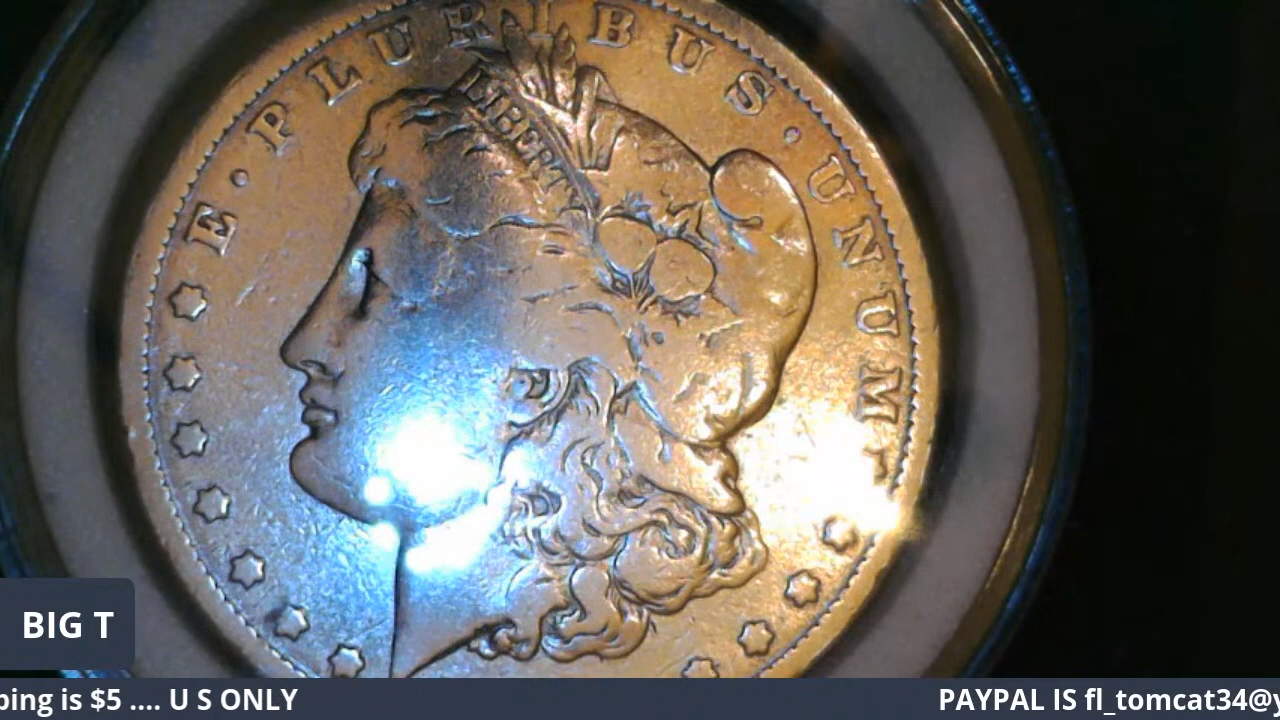 E · PLURIBUS · UNUM
LIBERTY
BIG T
ping is $5 .... U S ONLY
PAYPAL IS fl_tomcat34@y